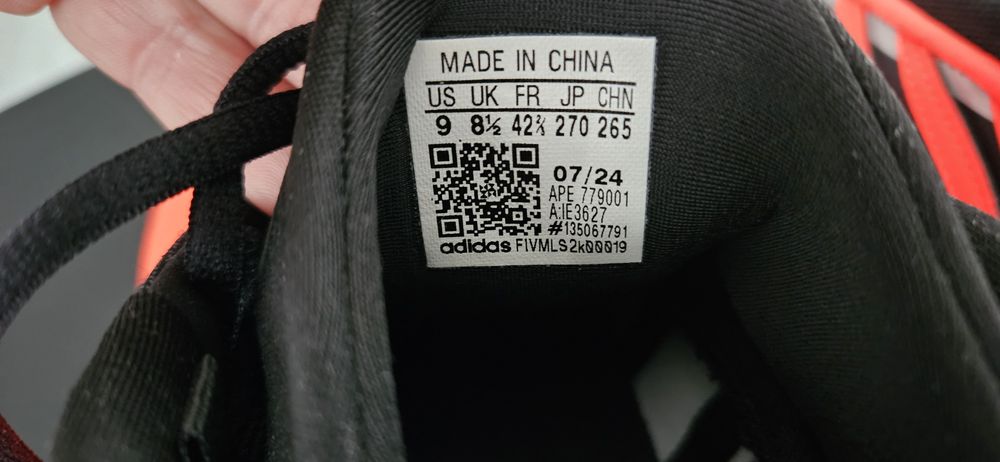 MADE IN CHINA
US UK FR JP CHN
9 8½ 42⅔ 270 265
07/24
APE 779001
A:IE3627
#135067791
adidas FIVMLS2k00019